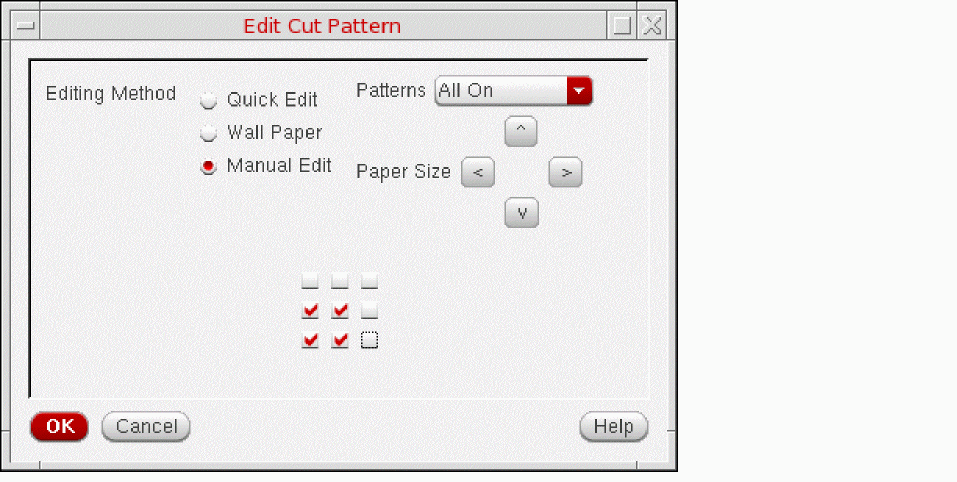 Edit Cut Pattern
Editing Method
Quick Edit
Wall Paper
Manual Edit
Patterns All On
^
Paper Size < >
v
OK Cancel Help